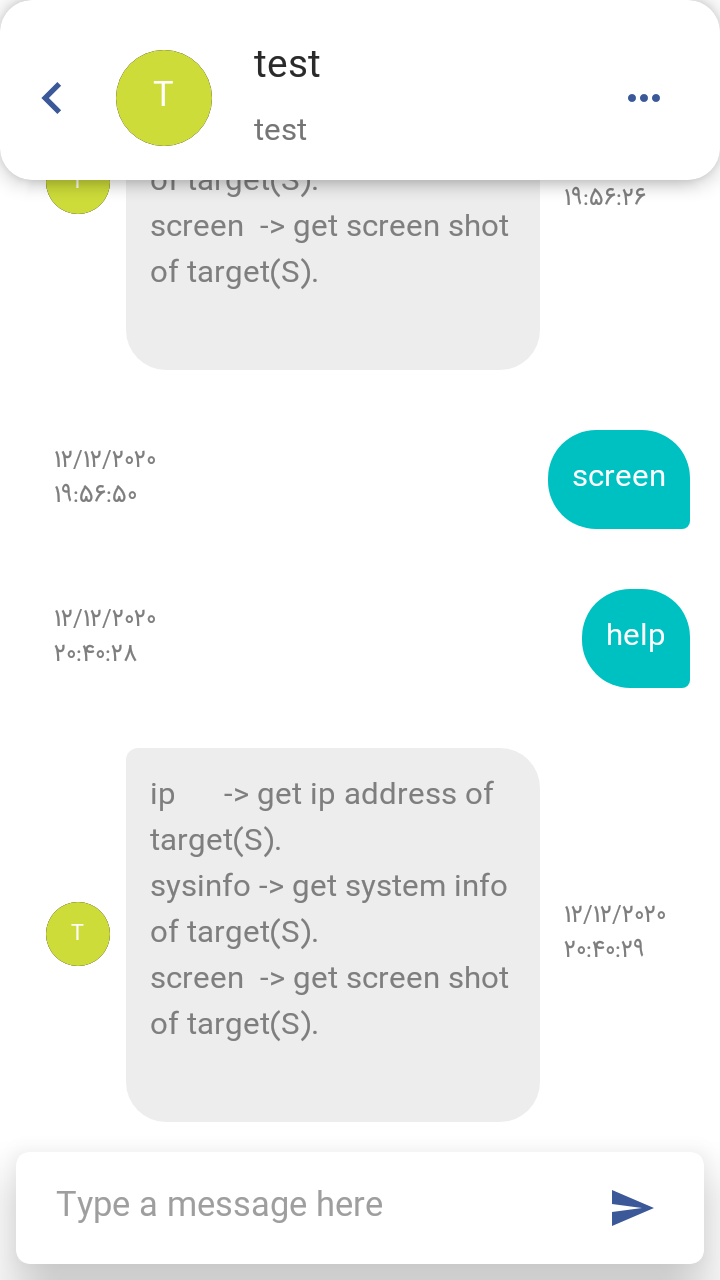 test
T
test
T
of target(S).
۱۹:۵۶:۲۶
screen -> get screen shot
of target(S).
۱۲/۱۲/۲۰۲۰
۱۹:۵۶:۵۰
screen
۱۲/۱۲/۲۰۲۰
۲۰:۴۰:۲۸
help
ip -> get ip address of
target(S).
sysinfo -> get system info
of target(S).
screen -> get screen shot
of target(S).
T
۱۲/۱۲/۲۰۲۰
۲۰:۴۰:۲۹
Type a message here